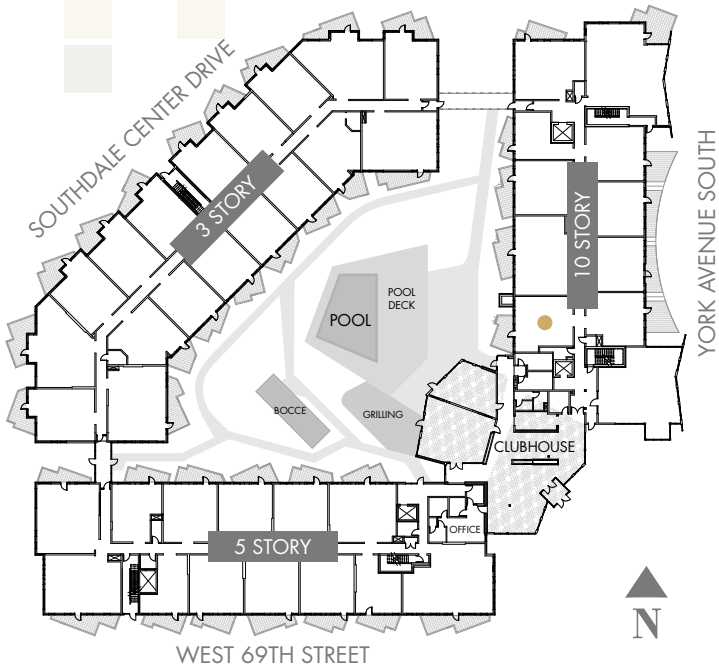 SOUTHDALE CENTER DRIVE
3 STORY
10 STORY
YORK AVENUE SOUTH
POOL
DECK
POOL
BOCCE
GRILLING
CLUBHOUSE
OFFICE
5 STORY
N
WEST 69TH STREET